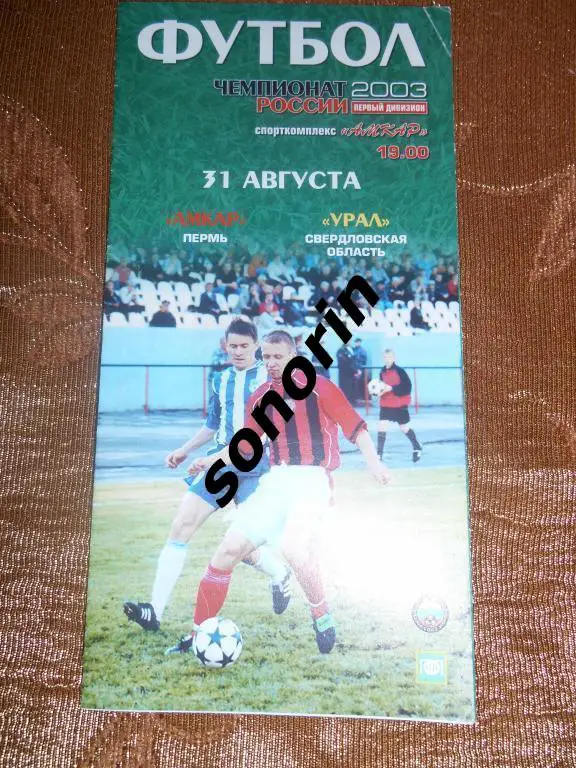 ФУТБОЛ
ЧЕМПИОНАТ 2003
РОССИИ ПЕРВЫЙ ДИВИЗИОН
спорткомплекс «АМКАР»
19.00
31 АВГУСТА
«АМКАР» «УРАЛ»
ПЕРМЬ СВЕРДЛОВСКАЯ
ОБЛАСТЬ
sonorin